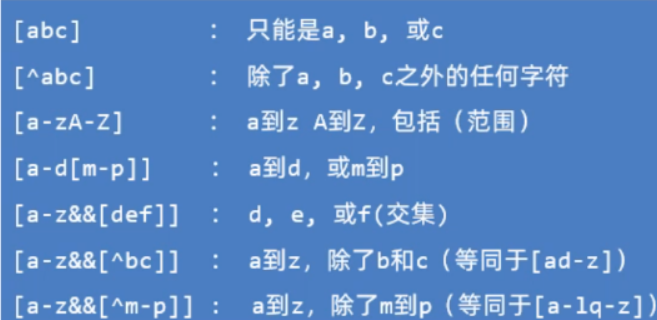 [abc] : 只能是a, b, 或c
[^abc] : 除了a, b, c之外的任何字符
[a-zA-Z] : a到z A到Z，包括（范围）
[a-d[m-p]] : a到d，或m到p
[a-z&&[def]] : d, e, 或f(交集)
[a-z&&[^bc]] : a到z，除了b和c（等同于[ad-z]）
[a-z&&[^m-p]] : a到z，除了m到p（等同于[a-lq-z]）